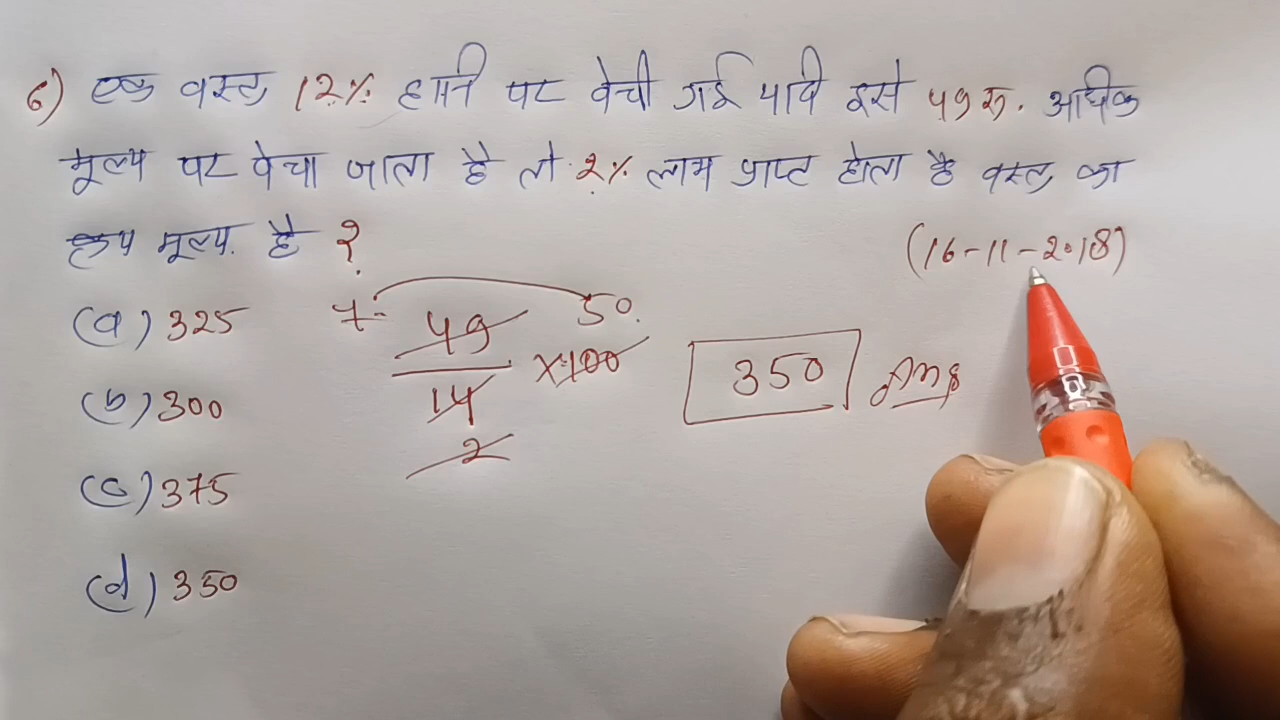 6) एक वस्तु 12% हानि पर बेची गई यदि इसे 49 रु. अधिक
मूल्य पर बेचा जाता है तो 2% लाभ प्राप्त होता है वस्तु का
क्रय मूल्य है ?
(16-11-2018)
(a) 325
(b) 300
(c) 375
(d) 350
7 49 50
14 × 100
2
350 Ans